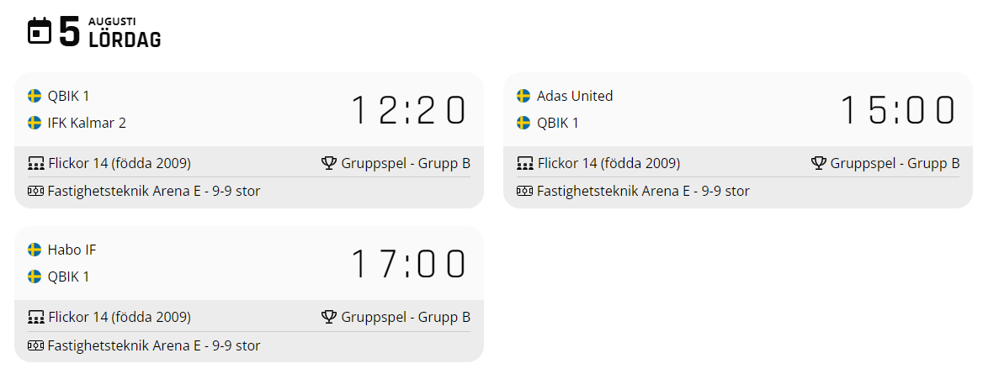 5 AUGUSTI
LÖRDAG
QBIK 1
IFK Kalmar 2
12:20
Flickor 14 (födda 2009)
Gruppspel - Grupp B
Fastighetsteknik Arena E - 9-9 stor
Adas United
QBIK 1
15:00
Flickor 14 (födda 2009)
Gruppspel - Grupp B
Fastighetsteknik Arena E - 9-9 stor
Habo IF
QBIK 1
17:00
Flickor 14 (födda 2009)
Gruppspel - Grupp B
Fastighetsteknik Arena E - 9-9 stor